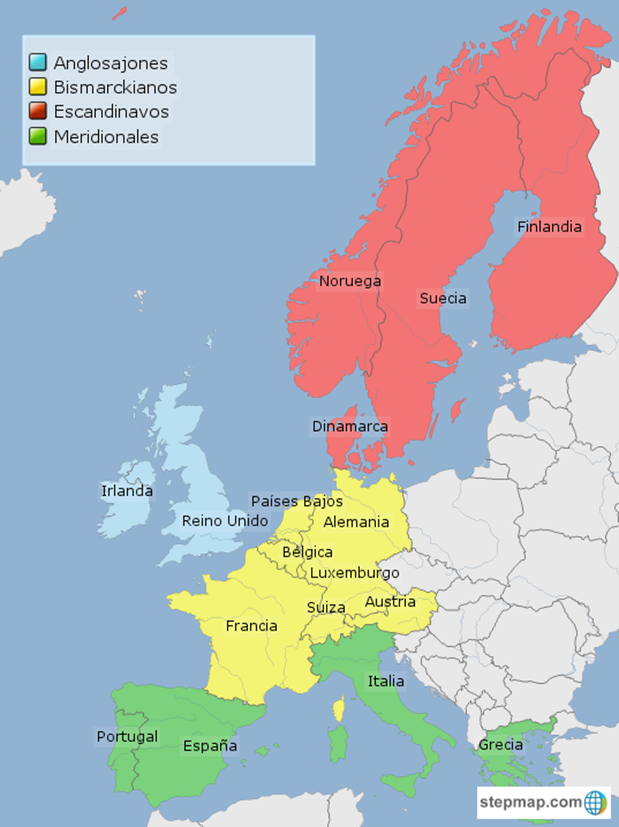 Anglosajones
Bismarckianos
Escandinavos
Meridionales
Finlandia
Noruega
Suecia
Dinamarca
Irlanda
Países Bajos
Reino Unido
Alemania
Bélgica
Luxemburgo
Suiza
Austria
Francia
Italia
Portugal
España
Grecia
stepmap.com